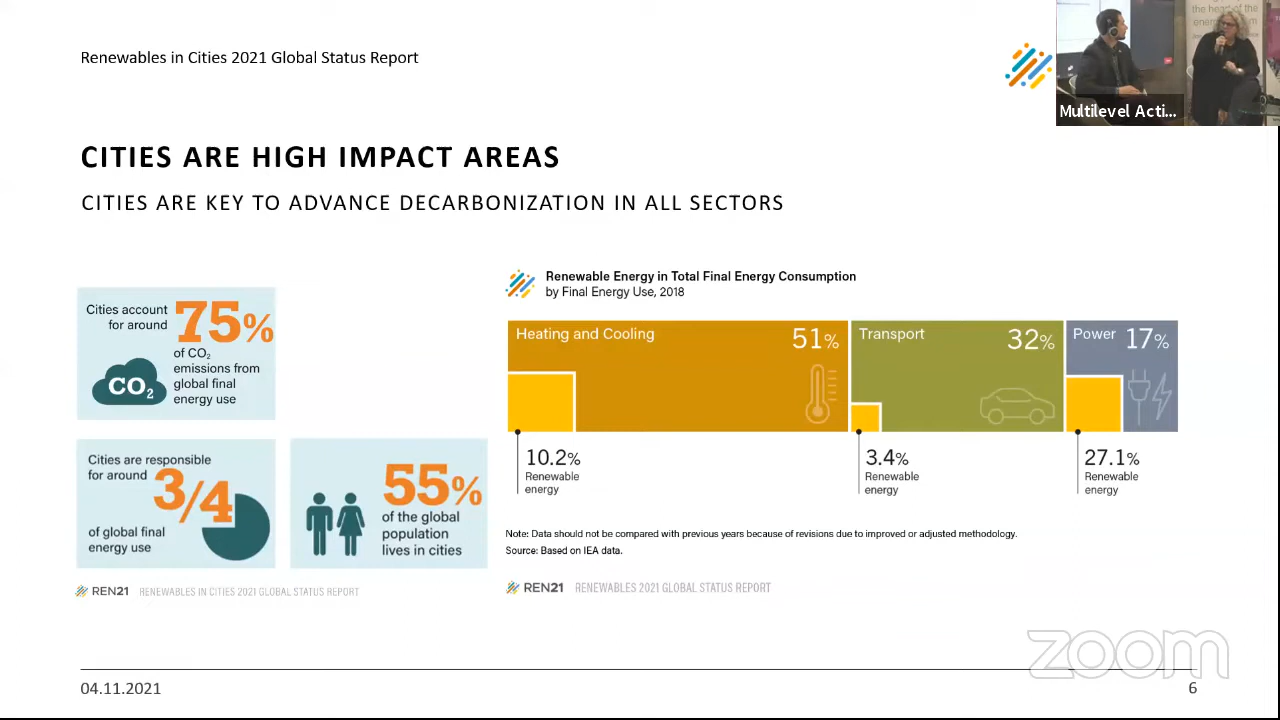 Renewables in Cities 2021 Global Status Report
the heart of the
Multilevel Acti...
CITIES ARE HIGH IMPACT AREAS
CITIES ARE KEY TO ADVANCE DECARBONIZATION IN ALL SECTORS
Cities account
for around
75%
of CO₂
emissions from
global final
energy use
CO₂
Cities are responsible
for around
3/4
of global final
energy use
55%
of the global
population
lives in cities
REN21 RENEWABLES IN CITIES 2021 GLOBAL STATUS REPORT
Renewable Energy in Total Final Energy Consumption
by Final Energy Use, 2018
Heating and Cooling 51%
Transport 32%
Power 17%
10.2%
Renewable
energy
3.4%
Renewable
energy
27.1%
Renewable
energy
Note: Data should not be compared with previous years because of revisions due to improved or adjusted methodology.
Source: Based on IEA data.
REN21 RENEWABLES 2021 GLOBAL STATUS REPORT
zoom
04.11.2021
6